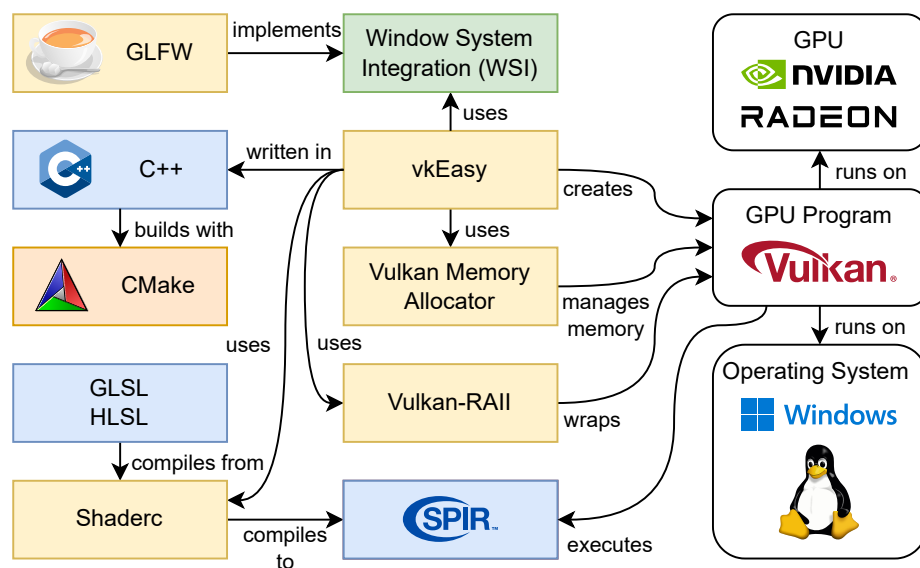 GLFW
implements
Window System
Integration (WSI)
GPU
NVIDIA
RADEON
uses
C++
C++
written in
vkEasy
creates
runs on
builds with
uses
GPU Program
Vulkan®
CMake
Vulkan Memory
Allocator
manages
memory
runs on
uses
uses
Operating System
Windows
GLSL
HLSL
Vulkan-RAII
wraps
compiles from
Shaderc
compiles
to
SPIR™
executes